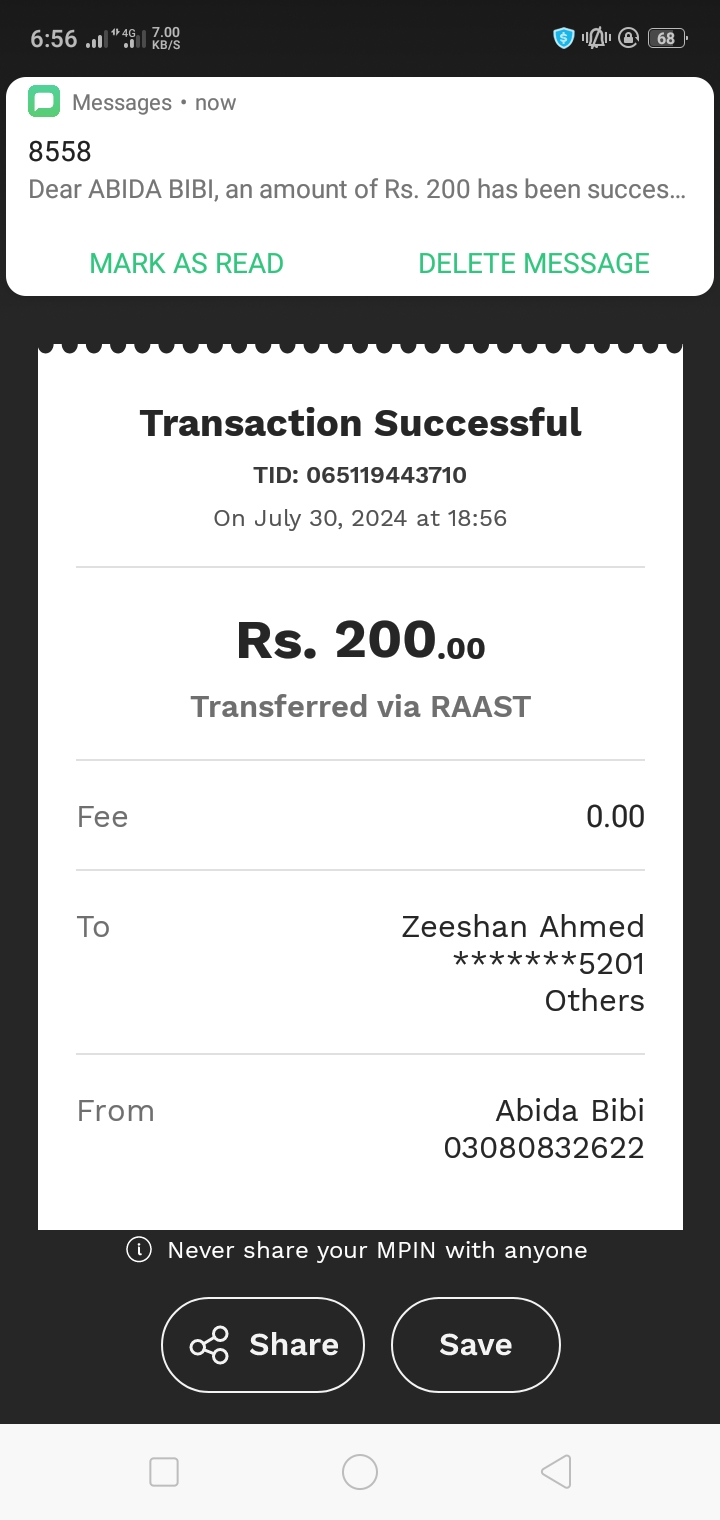 6:56 4G 7.00 KB/S 68
Messages • now
8558
Dear ABIDA BIBI, an amount of Rs. 200 has been succes...
MARK AS READ DELETE MESSAGE
Transaction Successful
TID: 065119443710
On July 30, 2024 at 18:56
Rs. 200.00
Transferred via RAAST
Fee 0.00
To Zeeshan Ahmed
*******5201
Others
From Abida Bibi
03080832622
Never share your MPIN with anyone
Share Save